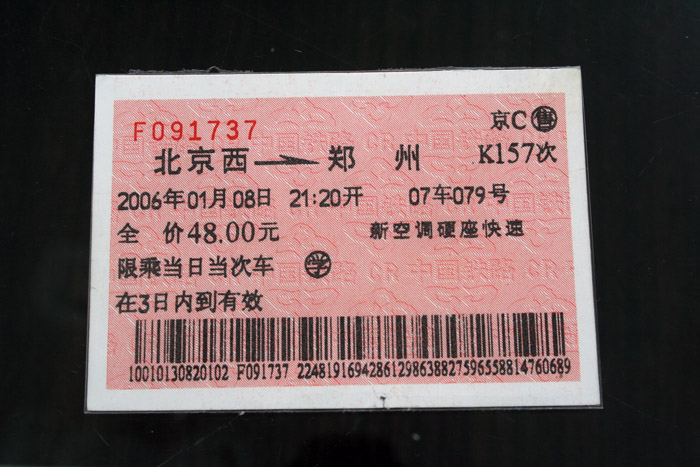 F091737 京C售
北京西 郑 州 K157次
2006年01月08日 21:20开 07车079号
全 价48.00元 新空调硬座快速
限乘当日当次车 学
在3日内到有效
10010130820102 F091737 22481916942861298638827596558814760689